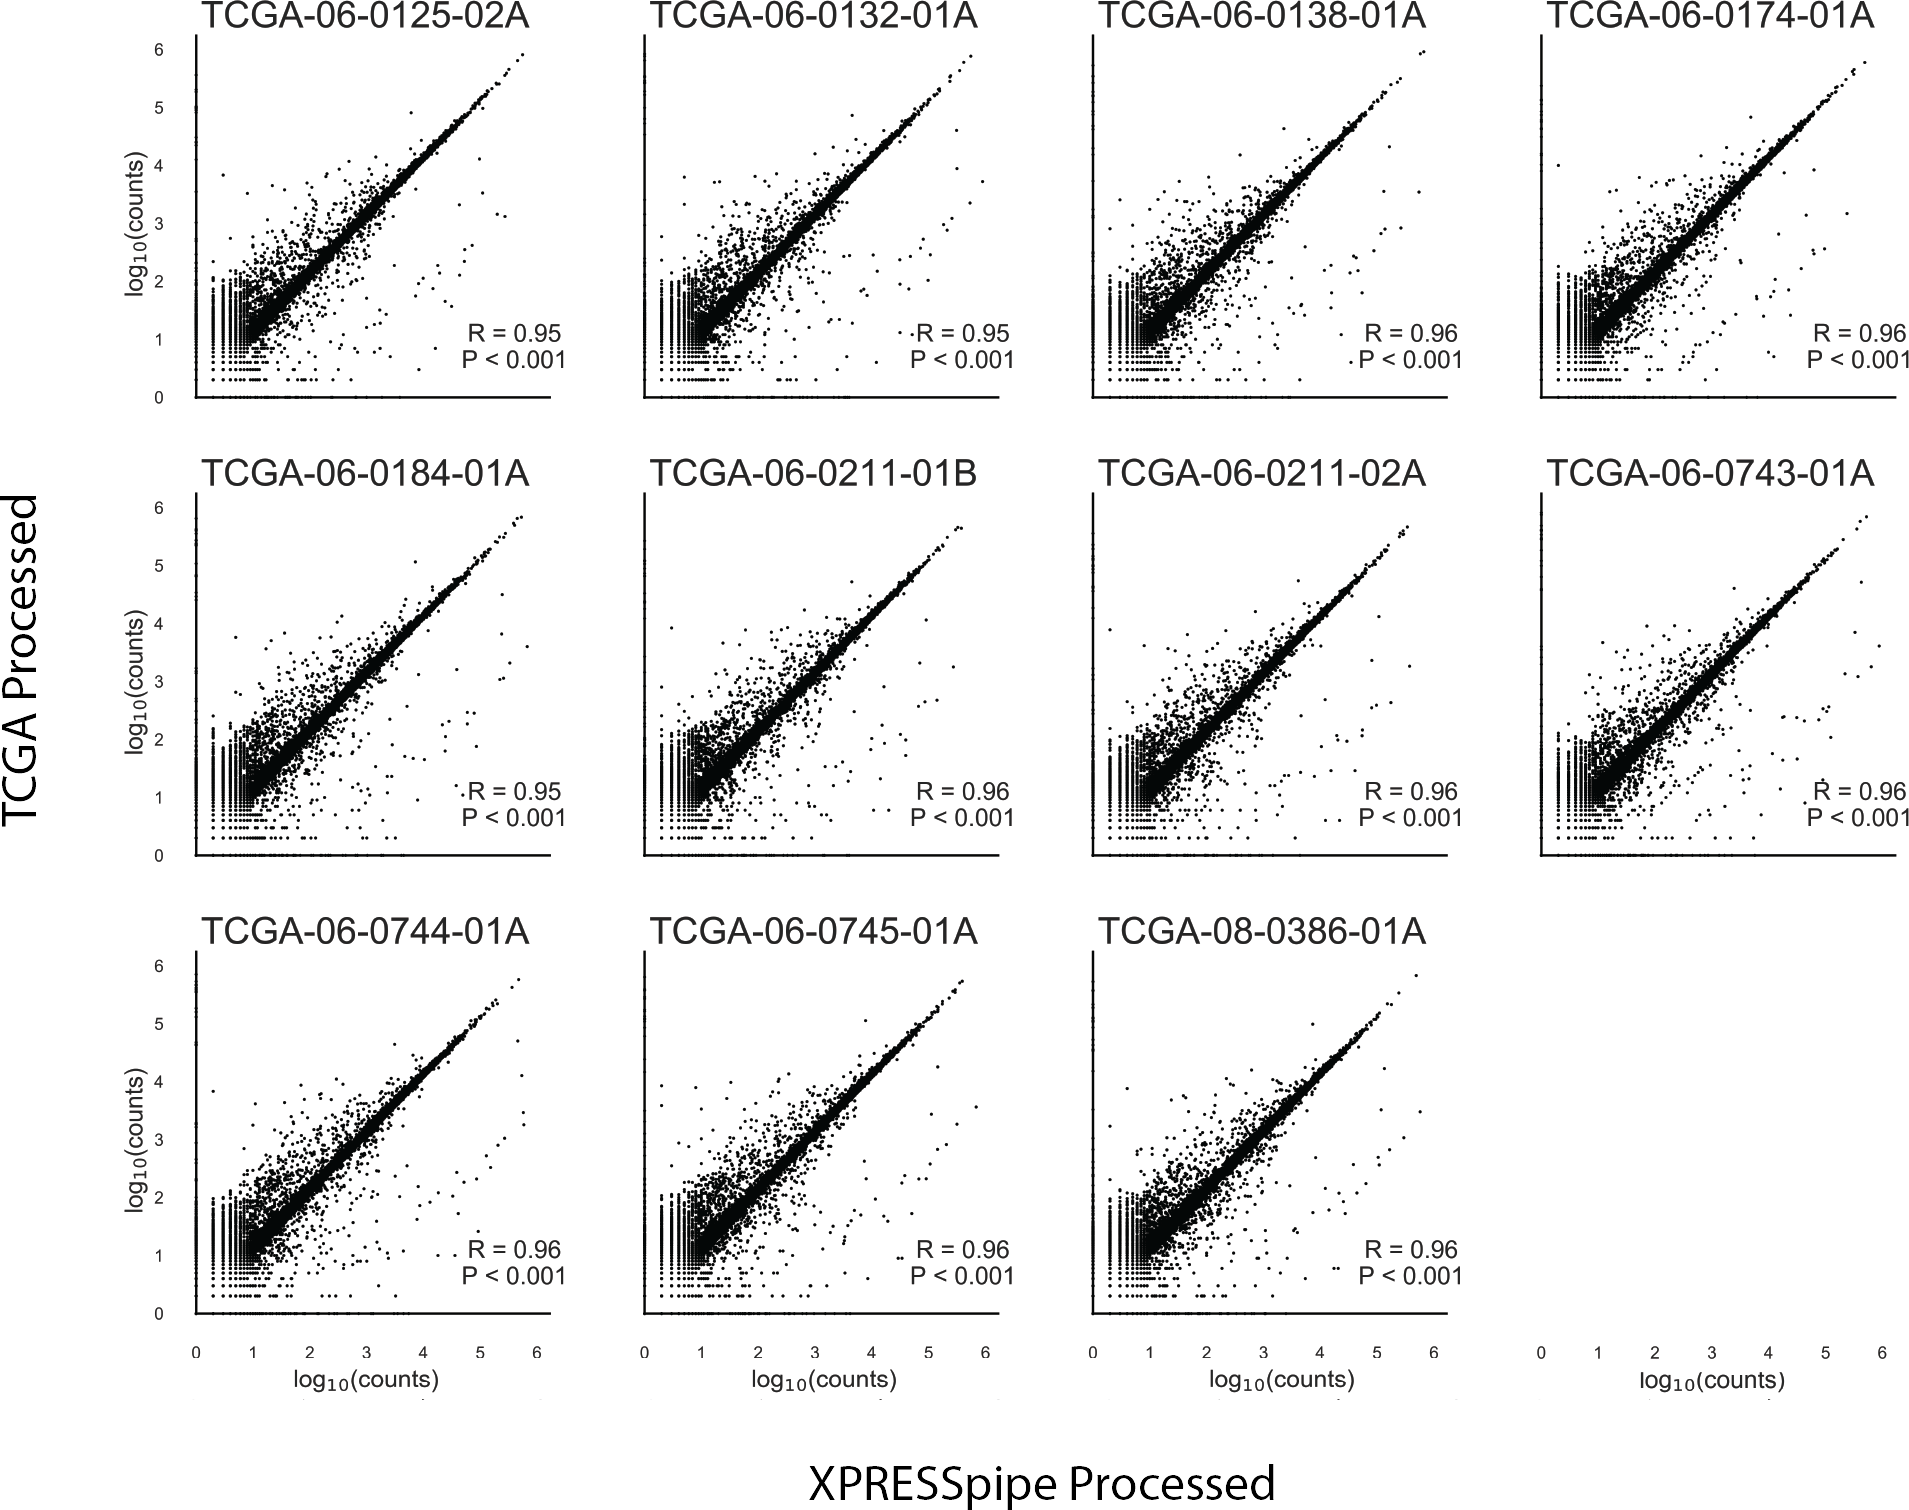 TCGA-06-0125-02A
TCGA-06-0132-01A
TCGA-06-0138-01A
TCGA-06-0174-01A
6
5
4
3
2
1
0
log10(counts)
R = 0.95
P < 0.001
R = 0.95
P < 0.001
R = 0.96
P < 0.001
R = 0.96
P < 0.001
TCGA Processed
TCGA-06-0184-01A
TCGA-06-0211-01B
TCGA-06-0211-02A
TCGA-06-0743-01A
6
5
4
3
2
1
0
log10(counts)
R = 0.95
P < 0.001
R = 0.96
P < 0.001
R = 0.96
P < 0.001
R = 0.96
P < 0.001
TCGA-06-0744-01A
TCGA-06-0745-01A
TCGA-08-0386-01A
6
5
4
3
2
1
0
log10(counts)
R = 0.96
P < 0.001
R = 0.96
P < 0.001
R = 0.96
P < 0.001
0 1 2 3 4 5 6
0 1 2 3 4 5 6
0 1 2 3 4 5 6
0 1 2 3 4 5 6
log10(counts)
log10(counts)
log10(counts)
log10(counts)
XPRESSpipe Processed